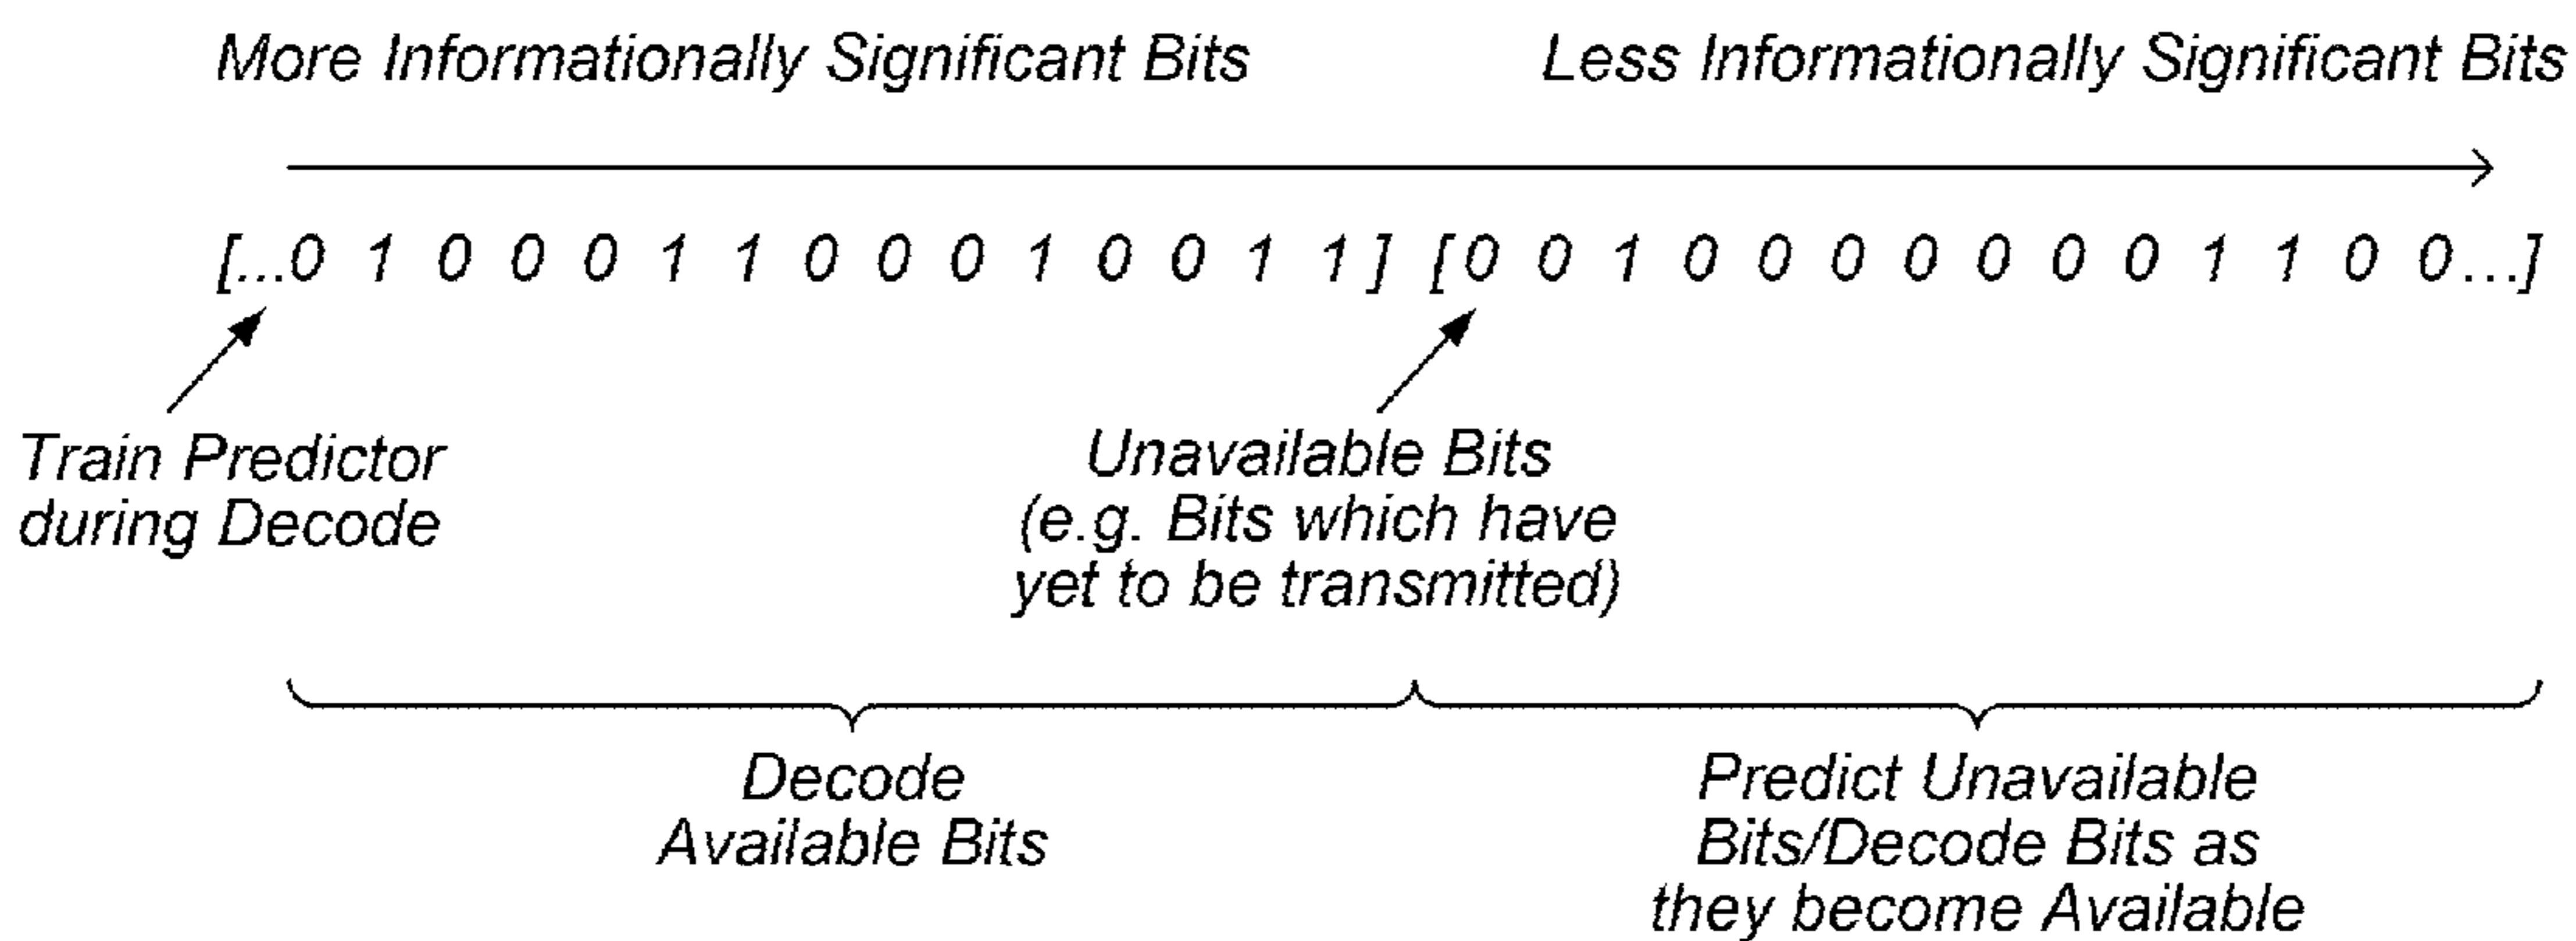 More Informationally Significant Bits Less Informationally Significant Bits
[...0 1 0 0 0 1 1 0 0 0 1 0 0 1 1] [0 0 1 0 0 0 0 0 0 0 1 1 0 0...]
Train Predictor
during Decode
Unavailable Bits
(e.g. Bits which have
yet to be transmitted)
Decode
Available Bits
Predict Unavailable
Bits/Decode Bits as
they become Available